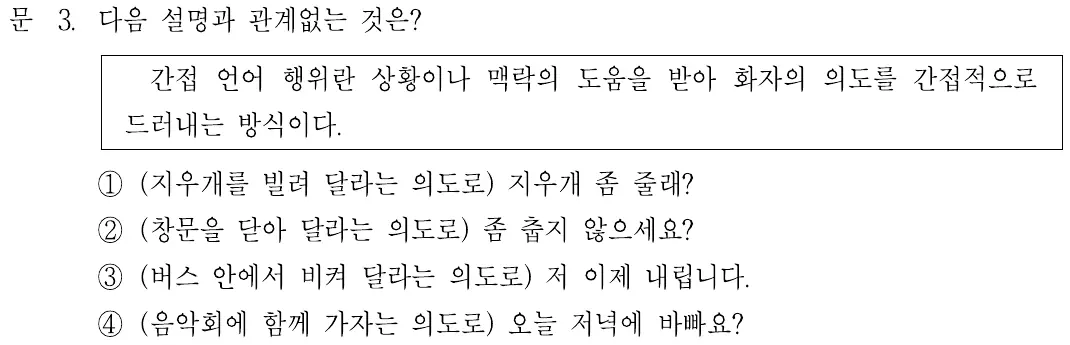 문 3. 다음 설명과 관계없는 것은?
간접 언어 행위란 상황이나 맥락의 도움을 받아 화자의 의도를 간접적으로
드러내는 방식이다.
① (지우개를 빌려 달라는 의도로) 지우개 좀 줄래?
② (창문을 닫아 달라는 의도로) 좀 춥지 않으세요?
③ (버스 안에서 비켜 달라는 의도로) 저 이제 내립니다.
④ (음악회에 함께 가자는 의도로) 오늘 저녁에 바빠요?